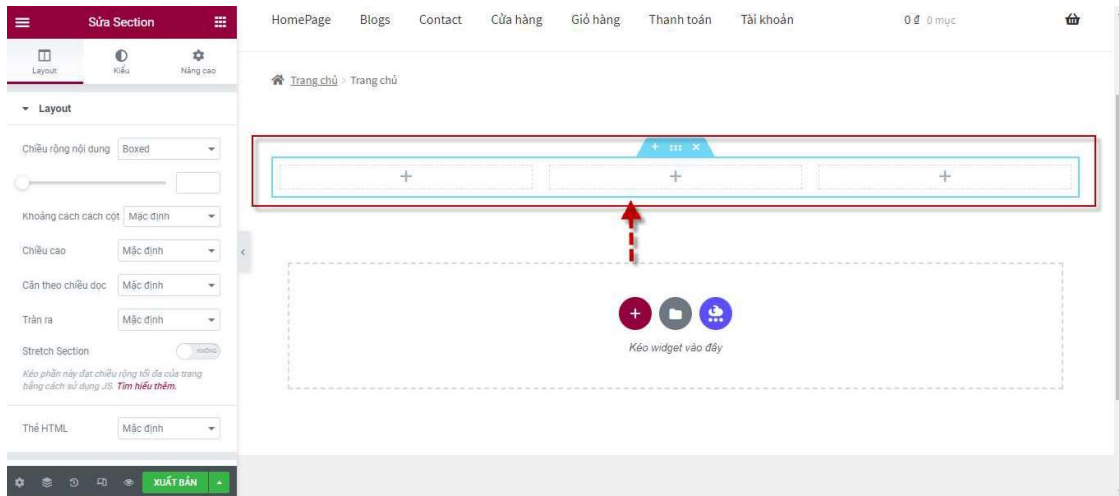 Sửa Section
HomePage Blogs Contact Cửa hàng Giỏ hàng Thanh toán Tài khoản 0 ₫ 0 mục
Layout Kiểu Nâng cao
Trang chủ › Trang chủ
Layout
Chiều rộng nội dung Boxed
Khoảng cách cách cột Mặc định
Chiều cao Mặc định
Căn theo chiều dọc Mặc định
Tràn ra Mặc định
Stretch Section KHÔNG
Kéo phần này đạt chiều rộng tối đa của trang
bằng cách sử dụng JS. Tìm hiểu thêm.
Thẻ HTML Mặc định
XUẤT BẢN
Kéo widget vào đây